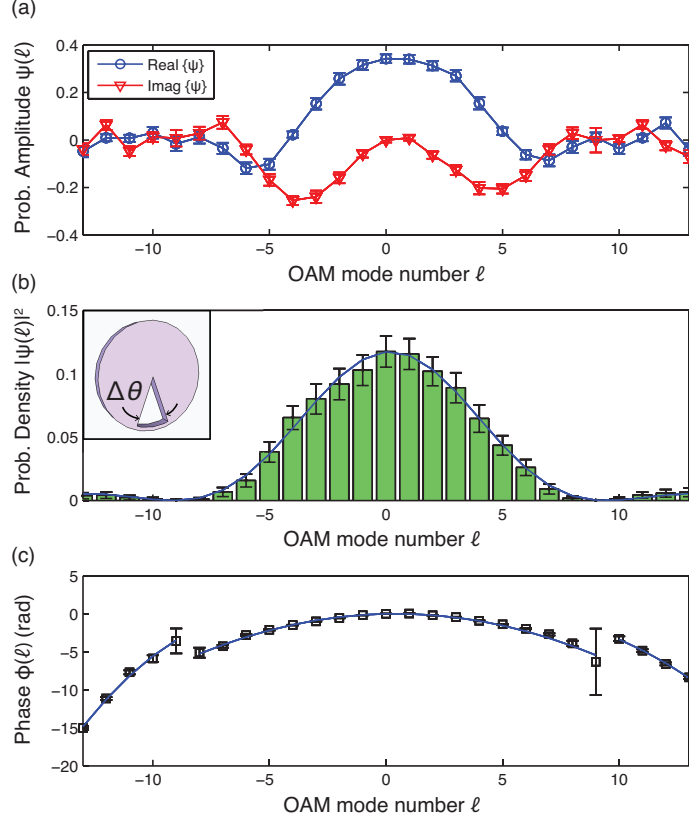 (a)
Prob. Amplitude ψ(ℓ)
0.4
0.2
0
−0.2
−0.4
Real {ψ}
Imag {ψ}
−10
−5
0
5
10
OAM mode number ℓ
(b)
Prob. Density |ψ(ℓ)|²
0.15
0.1
0.05
0
Δθ
−10
−5
0
5
10
OAM mode number ℓ
(c)
Phase ϕ(ℓ) (rad)
5
0
−5
−10
−15
−20
−10
−5
0
5
10
OAM mode number ℓ